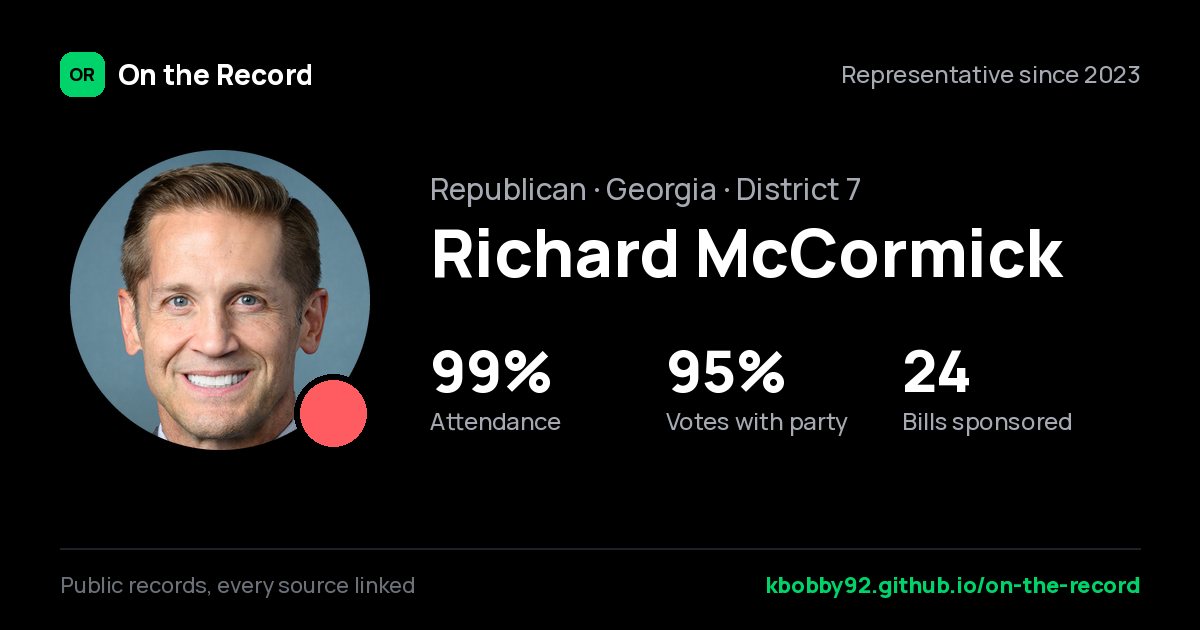 OR On the Record
Representative since 2023
Republican · Georgia · District 7
Richard McCormick
99% 95% 24
Attendance Votes with party Bills sponsored
Public records, every source linked
kbobby92.github.io/on-the-record